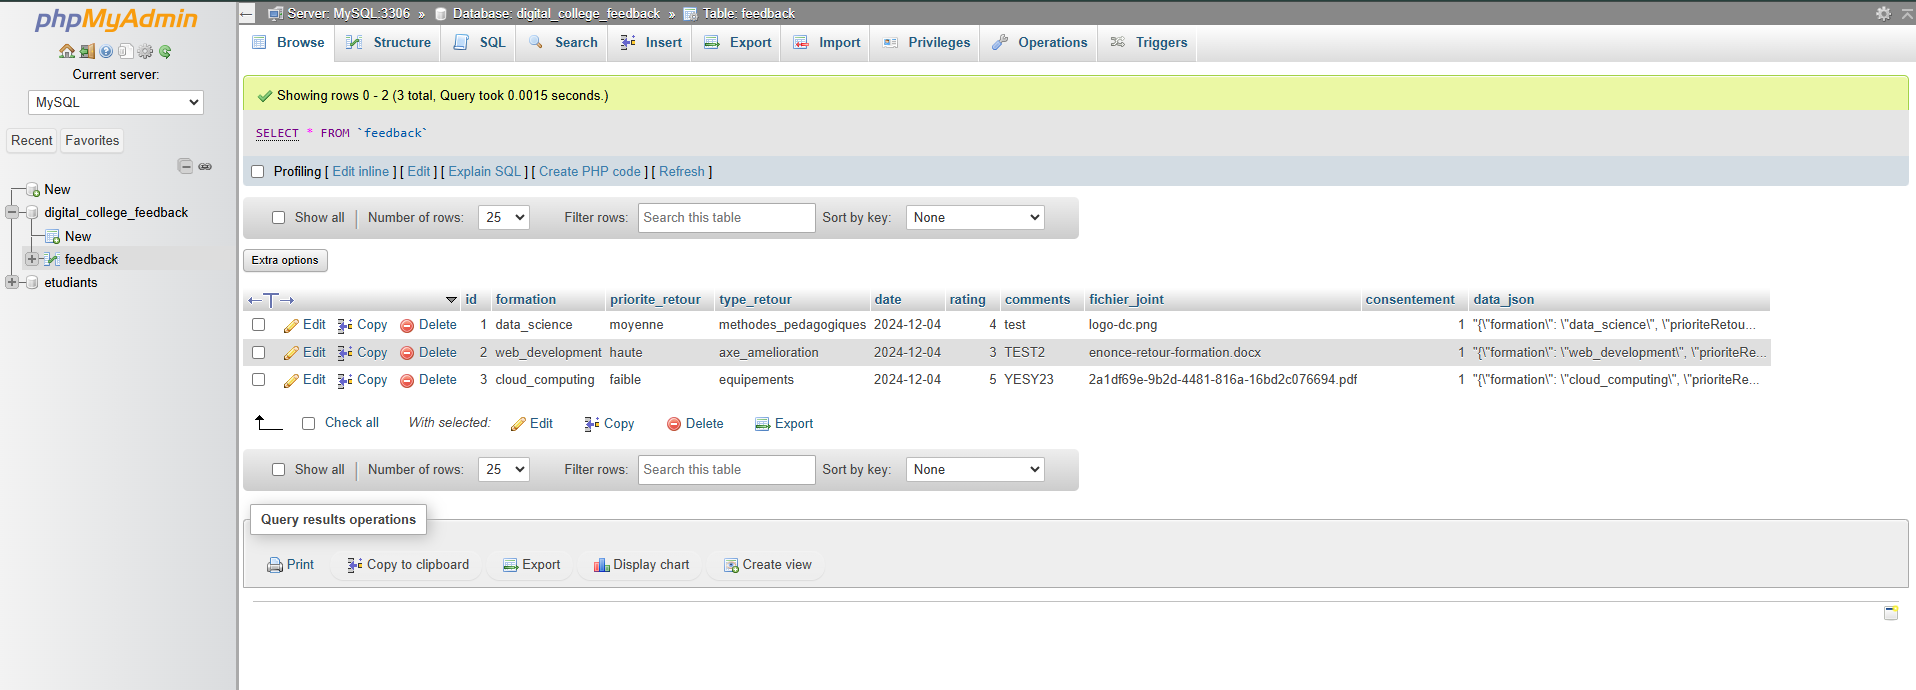 phpMyAdmin
Current server:
MySQL
Recent Favorites
New
digital_college_feedback
New
feedback
etudiants
Server: MySQL:3306 » Database: digital_college_feedback » Table: feedback
Browse Structure SQL Search Insert Export Import Privileges Operations Triggers
Showing rows 0 - 2 (3 total, Query took 0.0015 seconds.)
SELECT * FROM `feedback`
Profiling [ Edit inline ] [ Edit ] [ Explain SQL ] [ Create PHP code ] [ Refresh ]
Show all | Number of rows: 25 Filter rows: Search this table Sort by key: None
Extra options
←T→ id formation priorite_retour type_retour date rating comments fichier_joint consentement data_json
Edit Copy Delete 1 data_science moyenne methodes_pedagogiques 2024-12-04 4 test logo-dc.png 1 "{\"formation\": \"data_science\", \"prioriteRetou...
Edit Copy Delete 2 web_development haute axe_amelioration 2024-12-04 3 TEST2 enonce-retour-formation.docx 1 "{\"formation\": \"web_development\", \"prioriteRe...
Edit Copy Delete 3 cloud_computing faible equipements 2024-12-04 5 YESY23 2a1df69e-9b2d-4481-816a-16bd2c076694.pdf 1 "{\"formation\": \"cloud_computing\", \"prioriteRe...
Check all With selected: Edit Copy Delete Export
Show all | Number of rows: 25 Filter rows: Search this table Sort by key: None
Query results operations
Print Copy to clipboard Export Display chart Create view